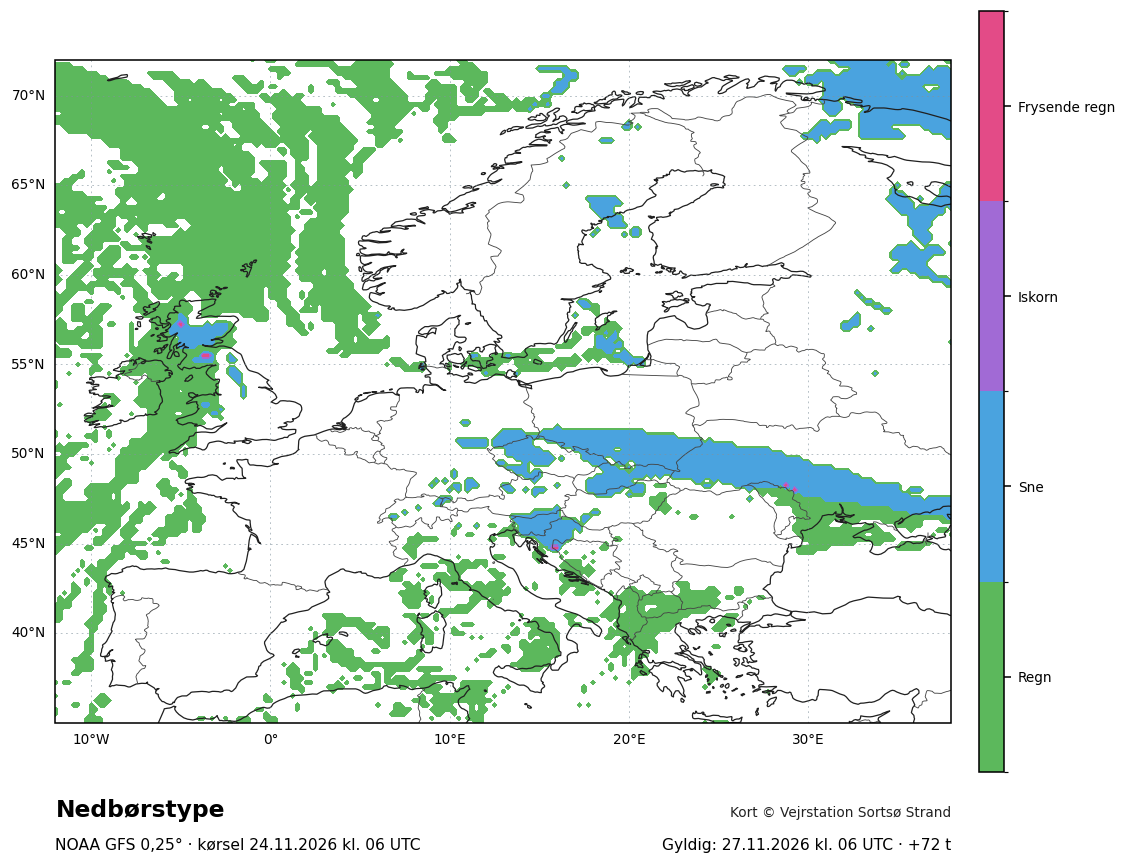 Frysende regn
Iskorn
Sne
Regn
70°N
65°N
60°N
55°N
50°N
45°N
40°N
10°W
0°
10°E
20°E
30°E
Nedbørstype
Kort © Vejrstation Sortsø Strand
NOAA GFS 0,25° · kørsel 24.11.2026 kl. 06 UTC
Gyldig: 27.11.2026 kl. 06 UTC · +72 t